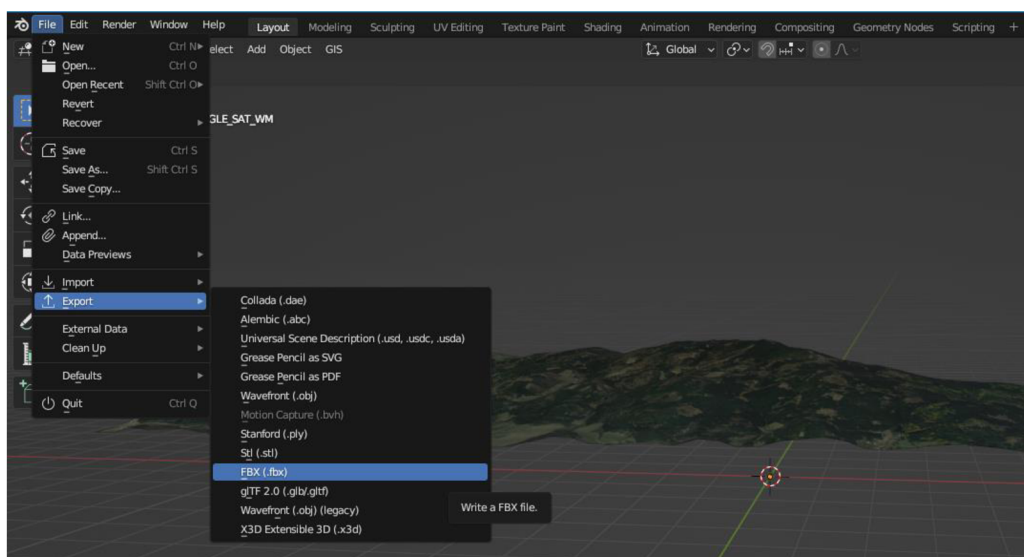 File Edit Render Window Help Layout Modeling Sculpting UV Editing Texture Paint Shading Animation Rendering Compositing Geometry Nodes Scripting +
elect Add Object GIS Global
New Ctrl N
Open... Ctrl O
Open Recent Shift Ctrl O
Revert
Recover
GLE_SAT_WM
Save Ctrl S
Save As... Shift Ctrl S
Save Copy...
Link...
Append...
Data Previews
Import
Export
External Data
Clean Up
Defaults
Quit Ctrl Q
Collada (.dae)
Alembic (.abc)
Universal Scene Description (.usd, .usdc, .usda)
Grease Pencil as SVG
Grease Pencil as PDF
Wavefront (.obj)
Motion Capture (.bvh)
Stanford (.ply)
Stl (.stl)
FBX (.fbx)
glTF 2.0 (.glb/.gltf)
Wavefront (.obj) (legacy)
X3D Extensible 3D (.x3d)
Write a FBX file.